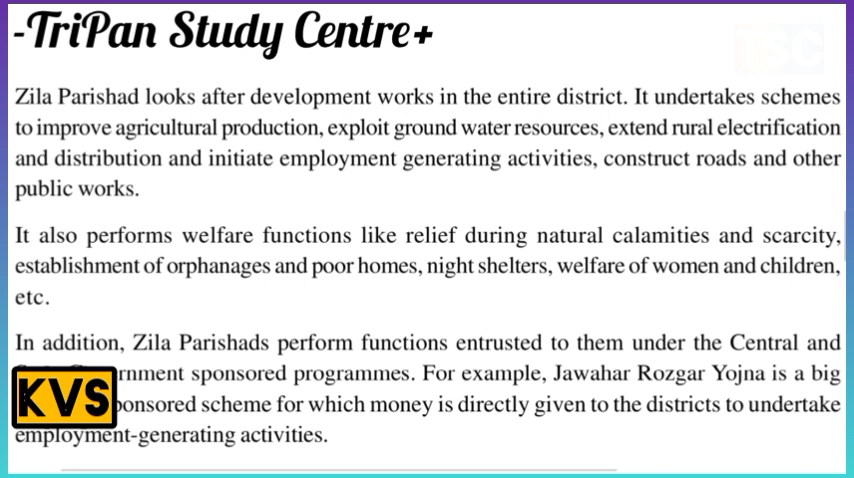 -TriPan Study Centre+
TSC
Zila Parishad looks after development works in the entire district. It undertakes schemes
to improve agricultural production, exploit ground water resources, extend rural electrification
and distribution and initiate employment generating activities, construct roads and other
public works.
It also performs welfare functions like relief during natural calamities and scarcity,
establishment of orphanages and poor homes, night shelters, welfare of women and children,
etc.
In addition, Zila Parishads perform functions entrusted to them under the Central and
sponsored programmes. For example, Jawahar Rozgar Yojna is a big
KVS
scheme for which money is directly given to the districts to undertake
employment-generating activities.